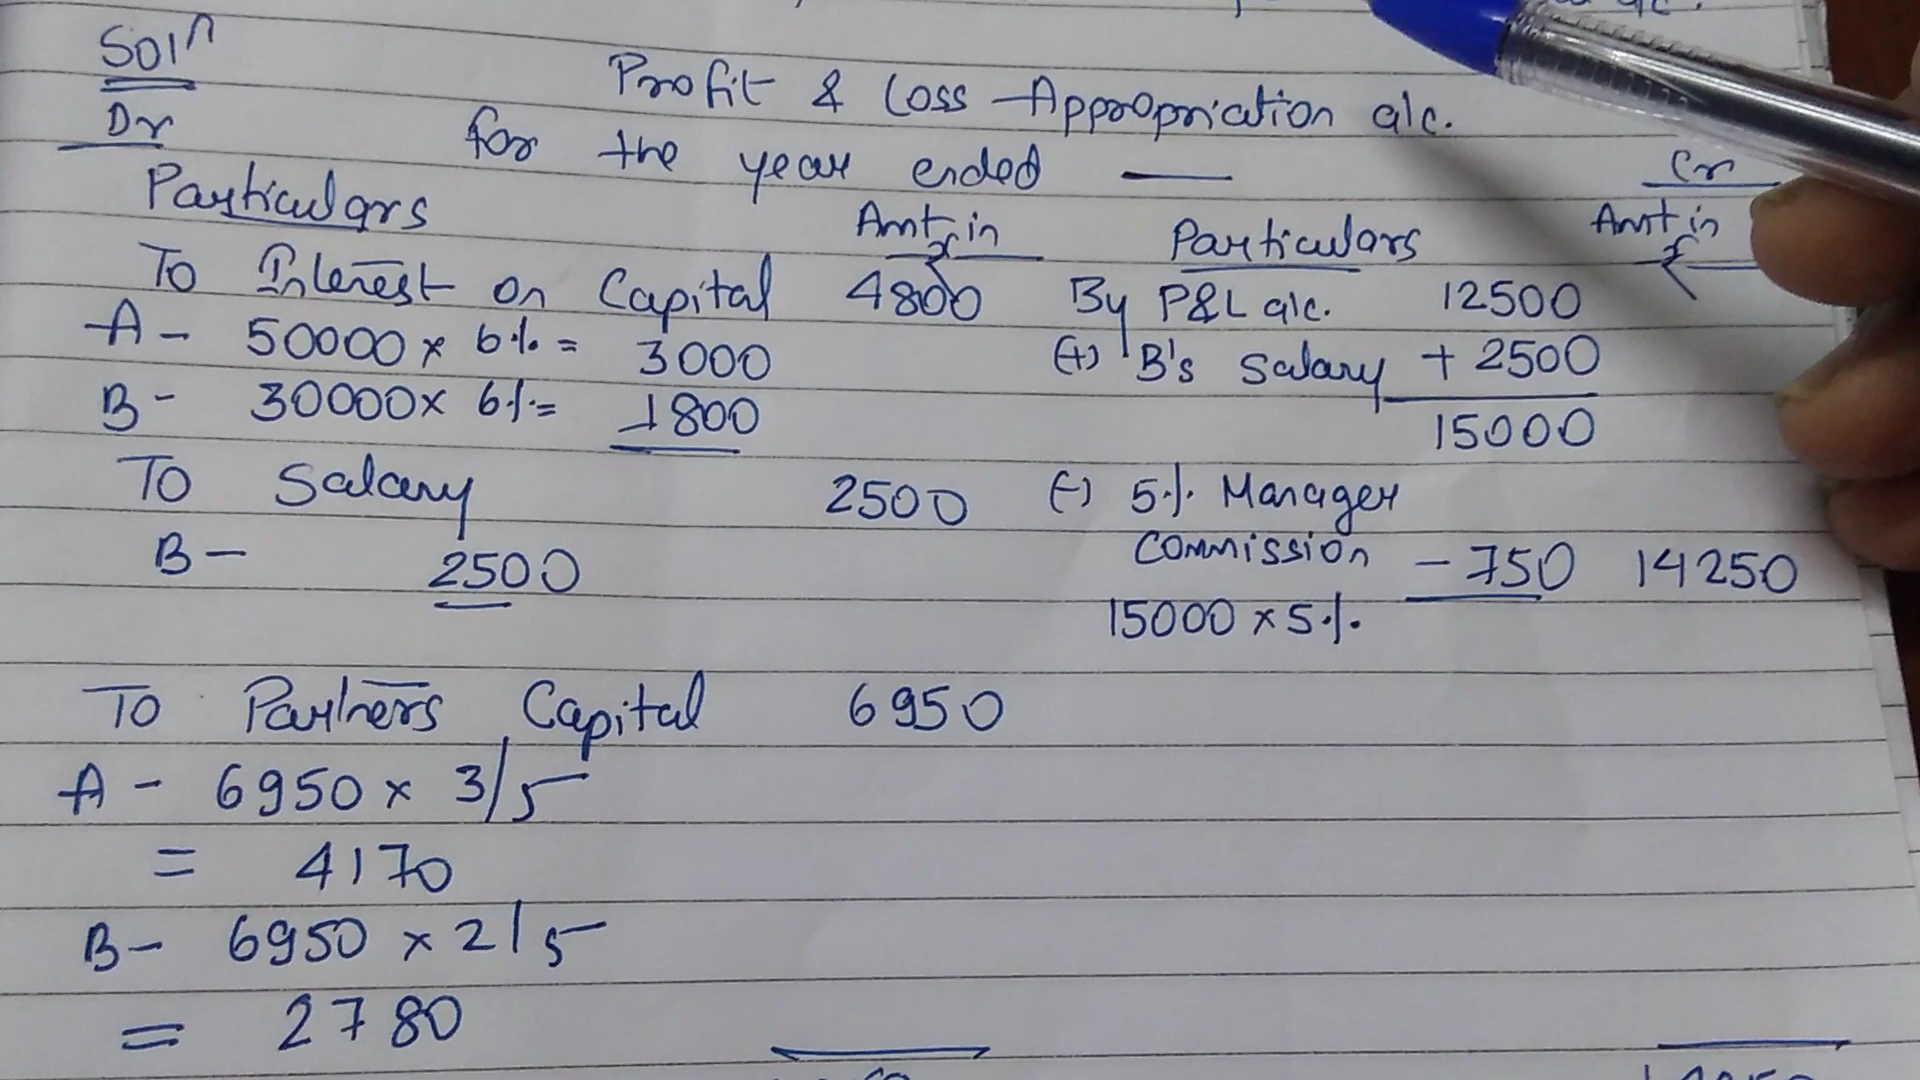 Soln
Profit & Loss Appropriation a/c.
Dr
for the year ended —
Cr
Particulars Amt in ₹ Particulars Amt in ₹
To Interest on Capital 4800 By P&L a/c. 12500
A - 50000 × 6% = 3000 (+) B's Salary + 2500
B - 30000 × 6% = 1800 15000
To Salary 2500 (-) 5% Manager
B - 2500 Commission - 750 14250
15000 × 5%
To Partners Capital 6950
A - 6950 × 3/5
= 4170
B - 6950 × 2/5
= 2780